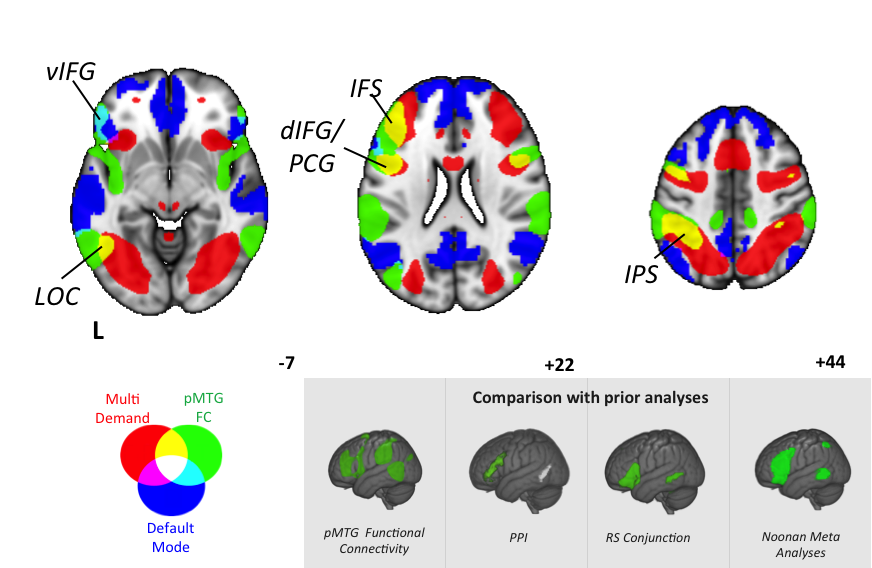 vIFG
IFS
dIFG/
PCG
LOC
IPS
L
-7
+22
+44
Multi
Demand
pMTG
FC
Default
Mode
Comparison with prior analyses
pMTG Functional
Connectivity
PPI
RS Conjunction
Noonan Meta
Analyses